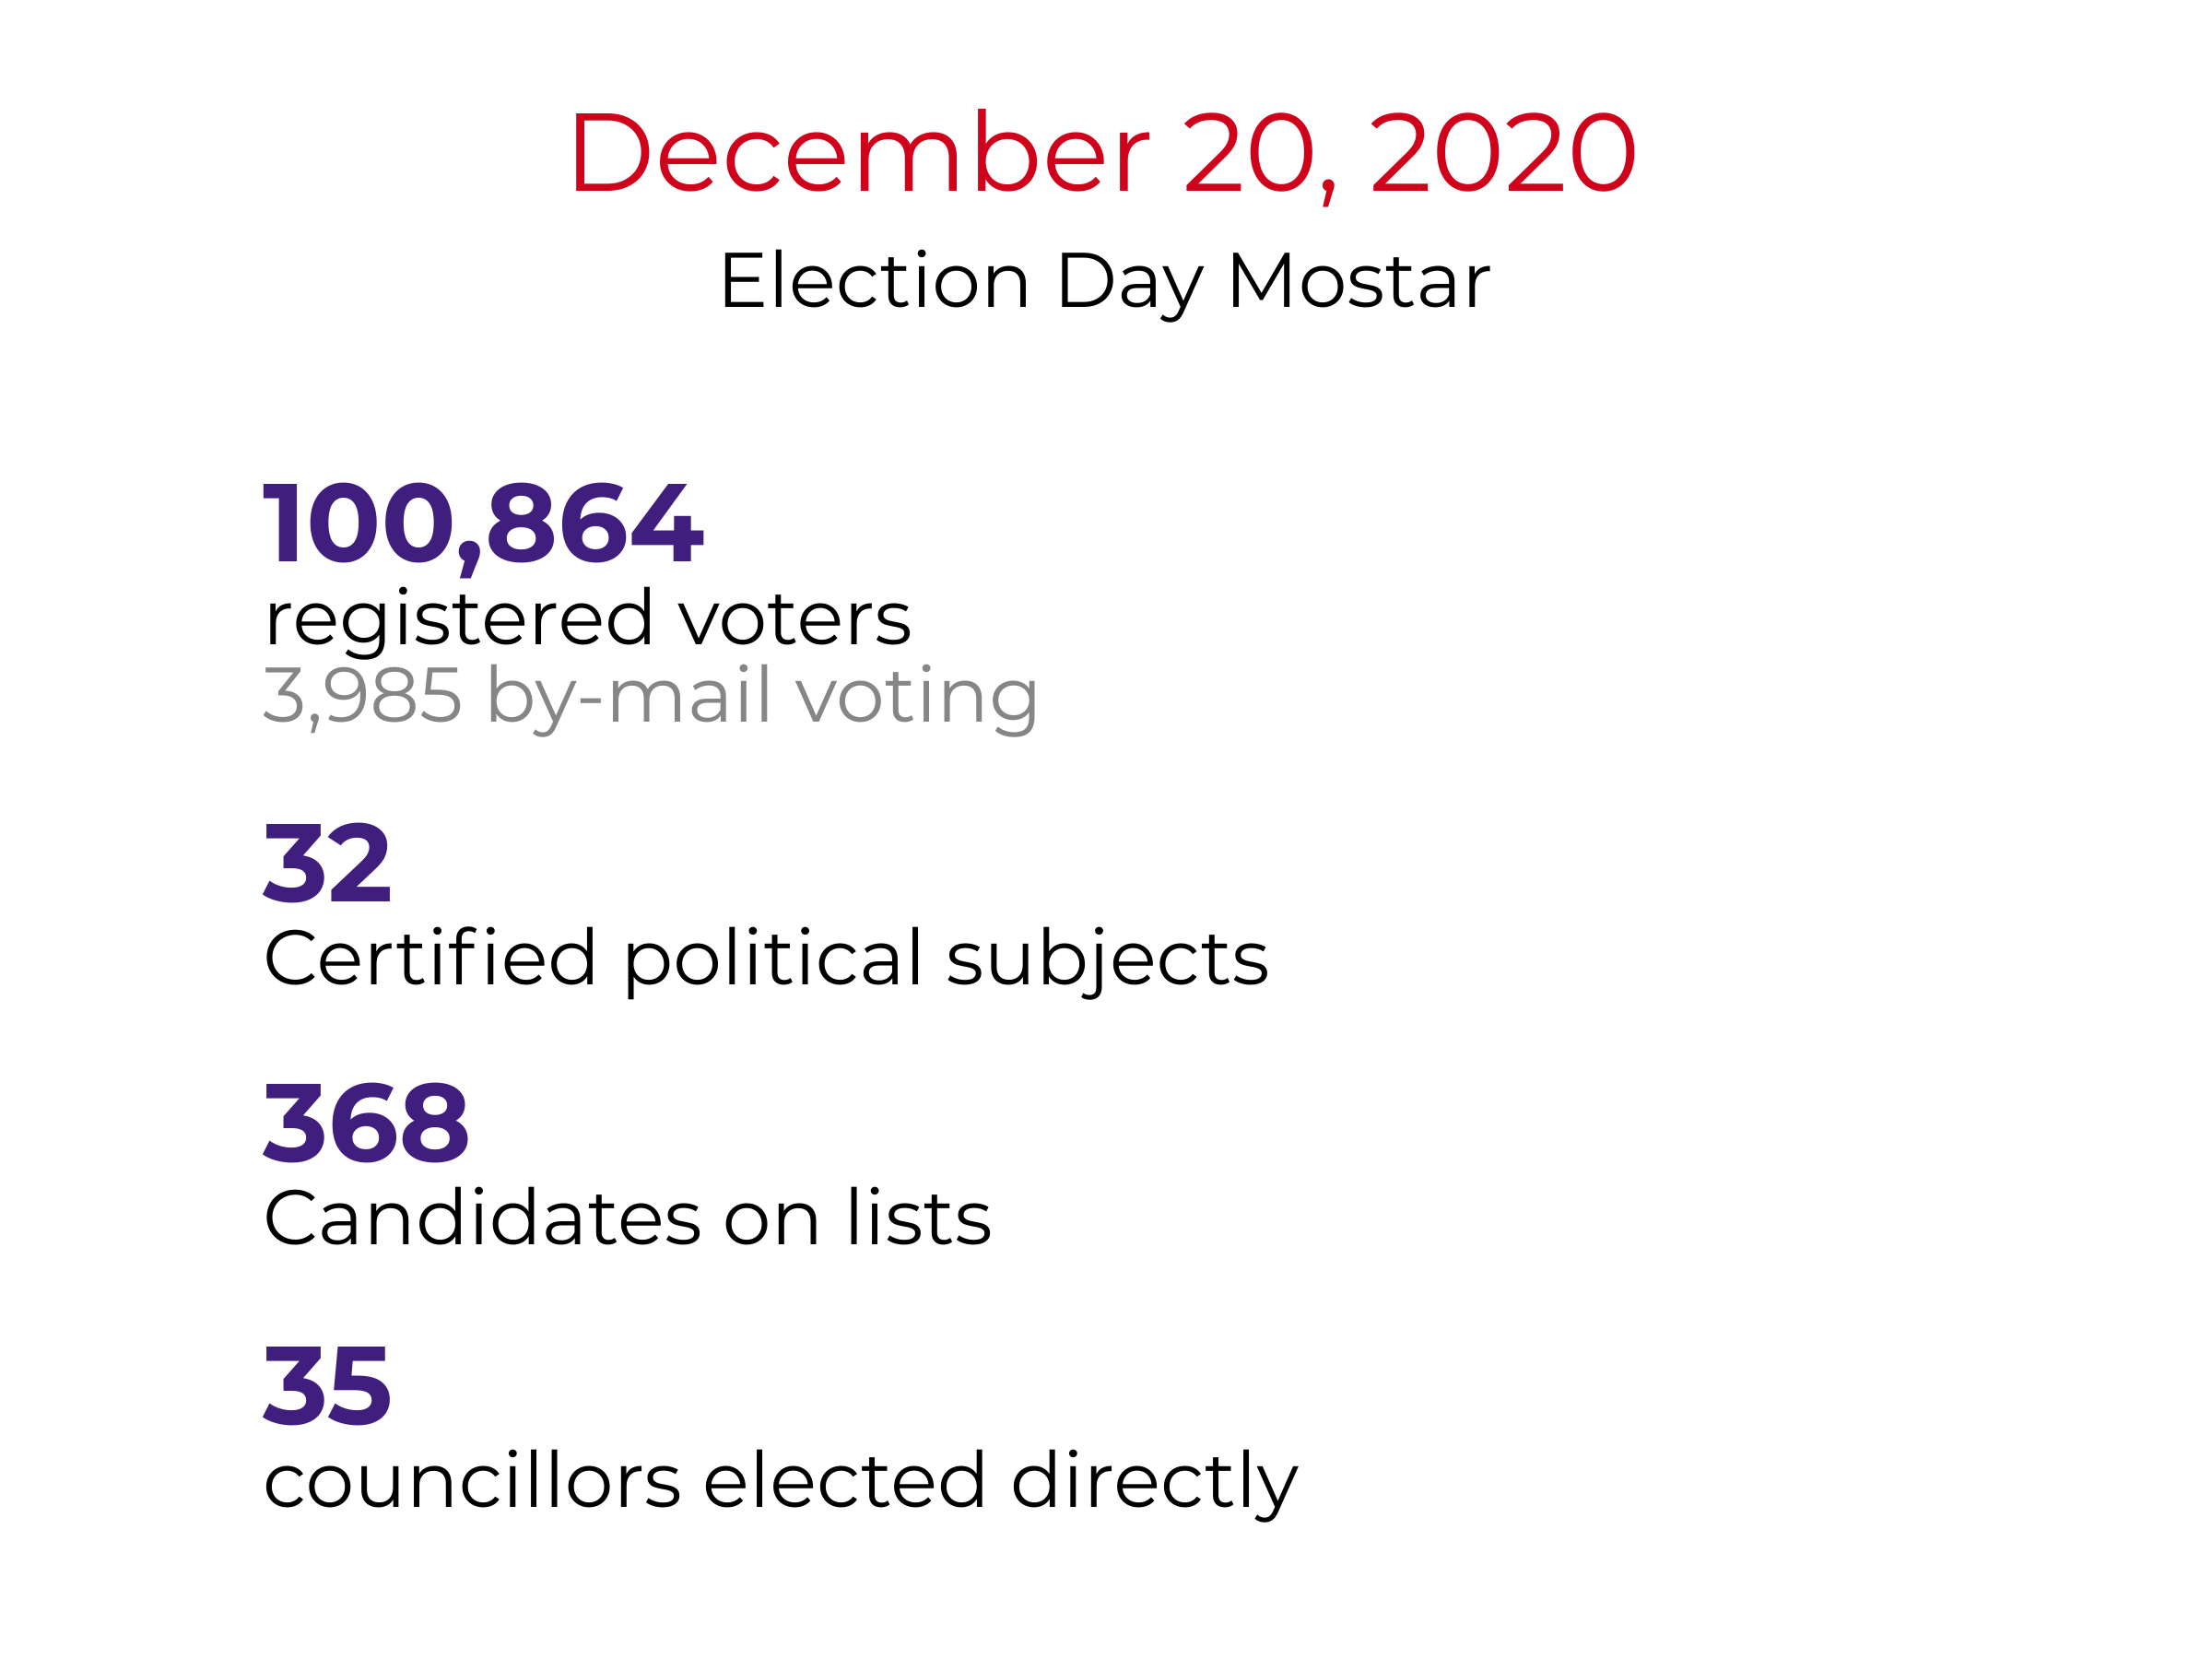 December 20, 2020
Election Day Mostar
100,864
registered voters
3,985 by-mail voting
32
Certified political subjects
368
Candidates on lists
35
councillors elected directly